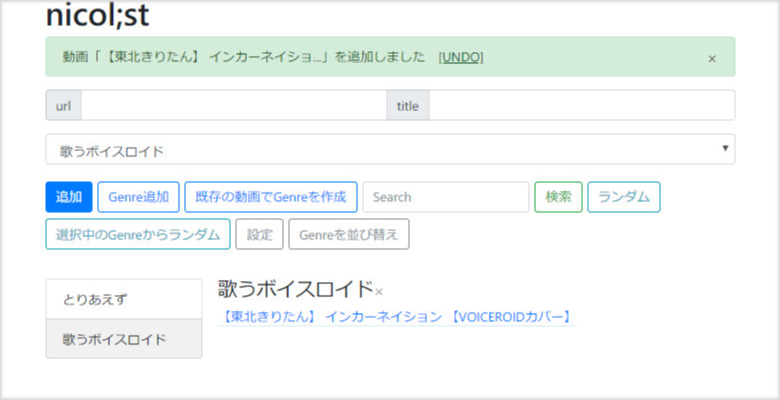 nicol;st
動画「【東北きりたん】 インカーネイショ...」を追加しました [UNDO] ×
url title
歌うボイスロイド ▼
追加 Genre追加 既存の動画でGenreを作成 Search 検索 ランダム
選択中のGenreからランダム 設定 Genreを並び替え
とりあえず
歌うボイスロイド
歌うボイスロイド×
【東北きりたん】 インカーネイション 【VOICEROIDカバー】